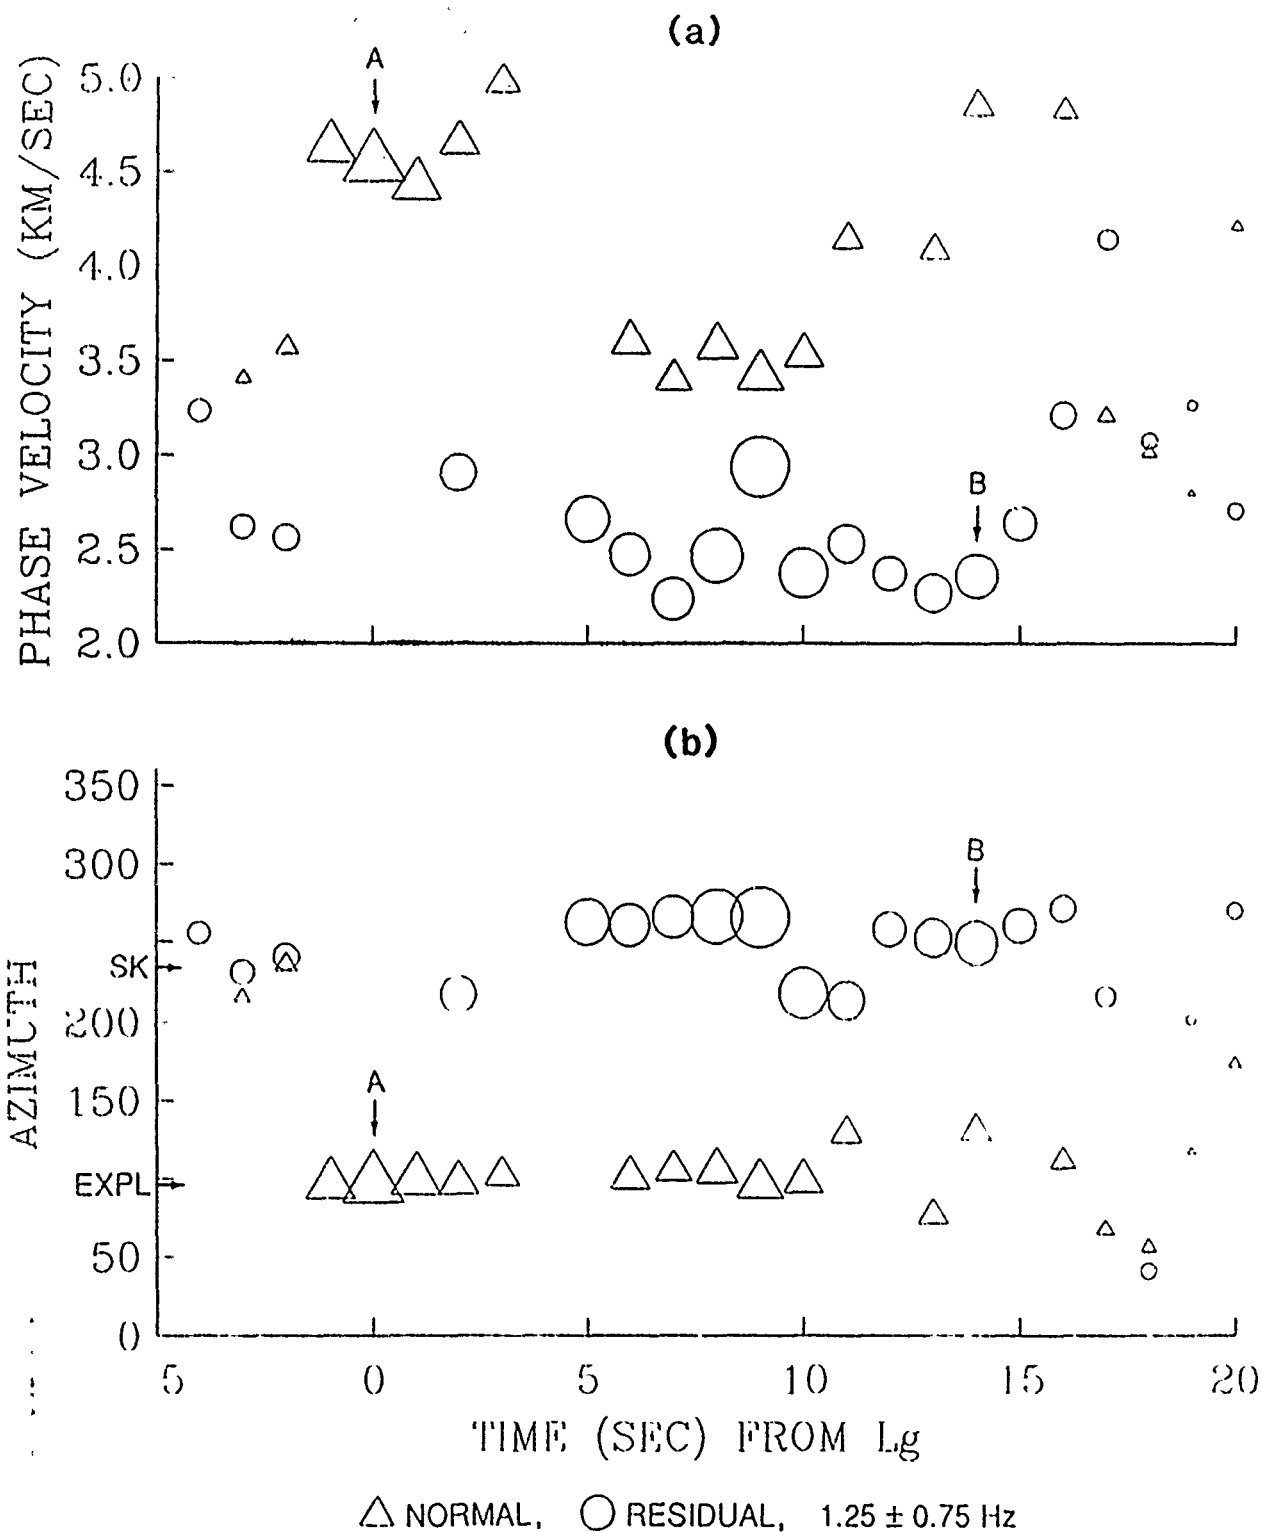 (a)
PHASE VELOCITY (KM/SEC)
5.0
4.5
4.0
3.5
3.0
2.5
2.0
A
B
(b)
AZIMUTH
350
300
SK
200
150
EXPL
50
0
A
B
5 0 5 10 15 20
TIME (SEC) FROM Lg
△ NORMAL, ○ RESIDUAL, 1.25 ± 0.75 Hz